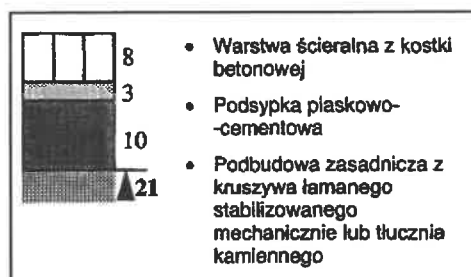 8
3
10
21
• Warstwa ścieralna z kostki
betonowej
• Podsypka piaskowo-
-cementowa
• Podbudowa zasadnicza z
kruszywa łamanego
stabilizowanego
mechanicznie lub tłucznia
kamiennego